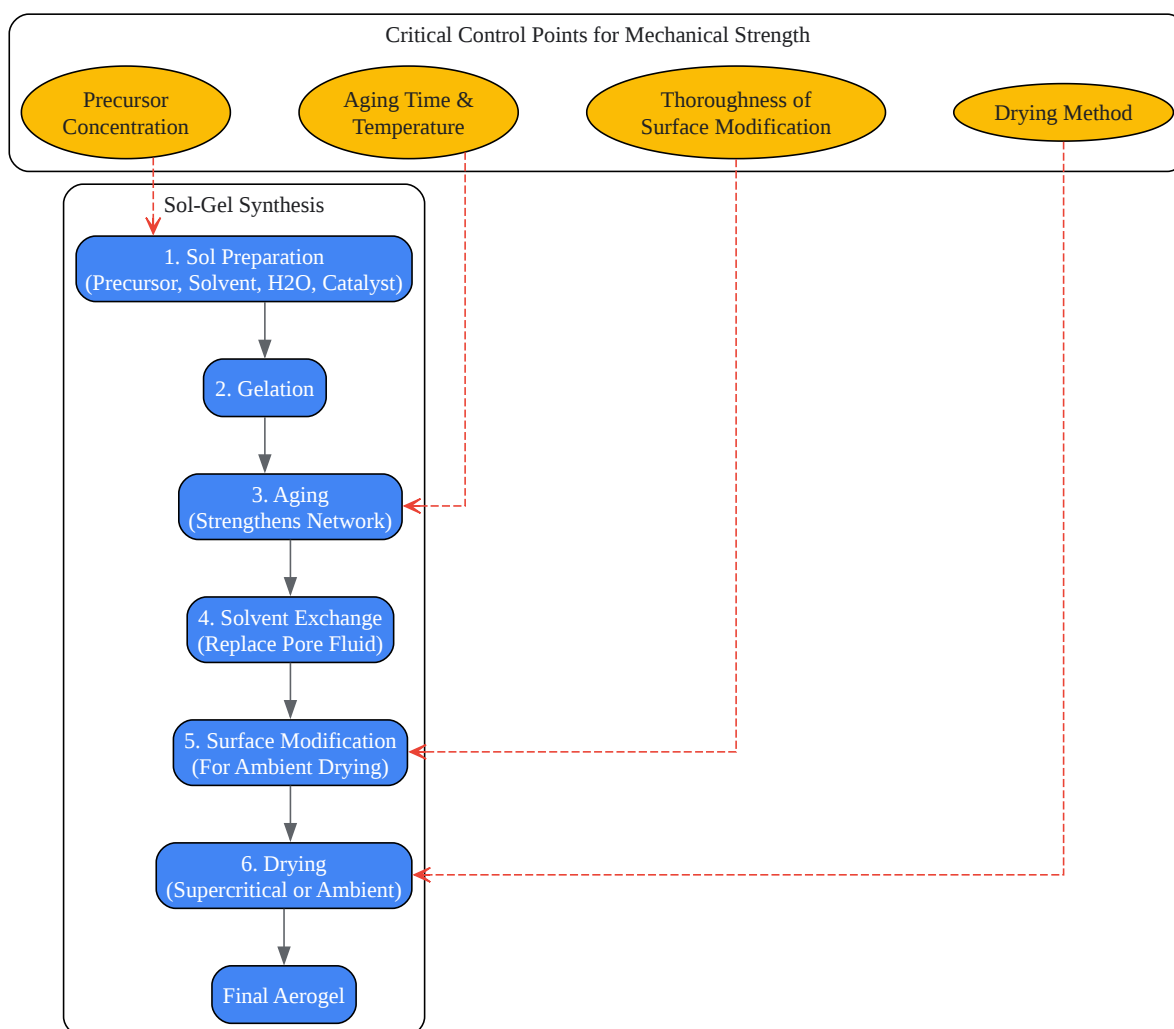 Critical Control Points for Mechanical Strength
Precursor
Concentration
Aging Time &
Temperature
Thoroughness of
Surface Modification
Drying Method
Sol-Gel Synthesis
1. Sol Preparation
(Precursor, Solvent, H2O, Catalyst)
2. Gelation
3. Aging
(Strengthens Network)
4. Solvent Exchange
(Replace Pore Fluid)
5. Surface Modification
(For Ambient Drying)
6. Drying
(Supercritical or Ambient)
Final Aerogel